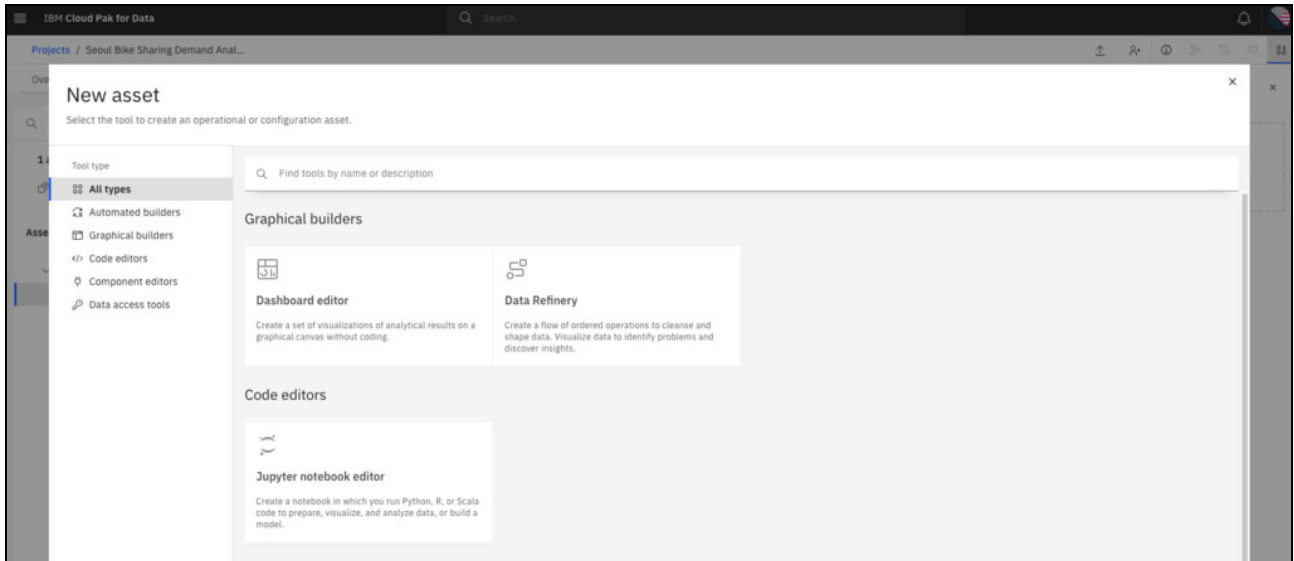 IBM Cloud Pak for Data
Search
Projects / Seoul Bike Sharing Demand Anal...
Ove
New asset
Select the tool to create an operational or configuration asset.
1 a
Asse
Tool type
All types
Automated builders
Graphical builders
Code editors
Component editors
Data access tools
Find tools by name or description
Graphical builders
Dashboard editor
Create a set of visualizations of analytical results on a
graphical canvas without coding.
Data Refinery
Create a flow of ordered operations to cleanse and
shape data. Visualize data to identify problems and
discover insights.
Code editors
Jupyter notebook editor
Create a notebook in which you run Python, R, or Scala
code to prepare, visualize, and analyze data, or build a
model.